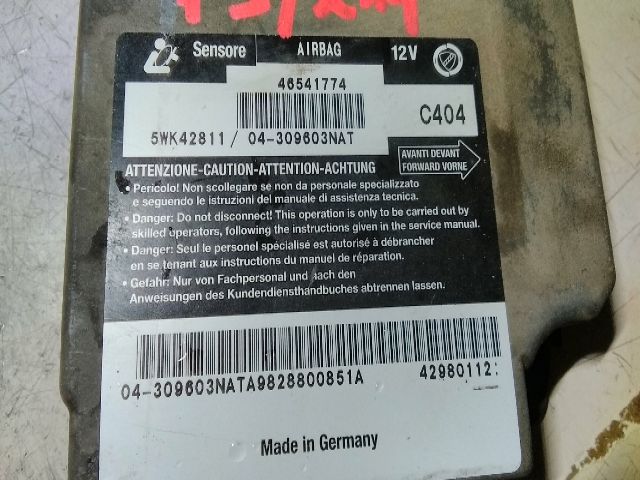 Sensore AIRBAG 12V
46541774
C404
5WK42811 / 04-309603NAT
AVANTI DEVANT
FORWARD VORNE
ATTENZIONE-CAUTION-ATTENTION-ACHTUNG
• Pericolo! Non scollegare se non da personale specializzato
e seguendo le istruzioni del manuale di assistenza tecnica.
• Danger: Do not disconnect! This operation is only to be carried out by
skilled operators, following the instructions given in the service manual.
• Danger: Seul le personel spécialisé est autorisé à débrancher
en se tenant aux instructions du manuel de réparation.
• Gefahr: Nur von Fachpersonal und nach den
Anweisungen des Kundendiensthandbuches abtrennen lassen.
04-309603NATA9828800851A 42980112
Made in Germany